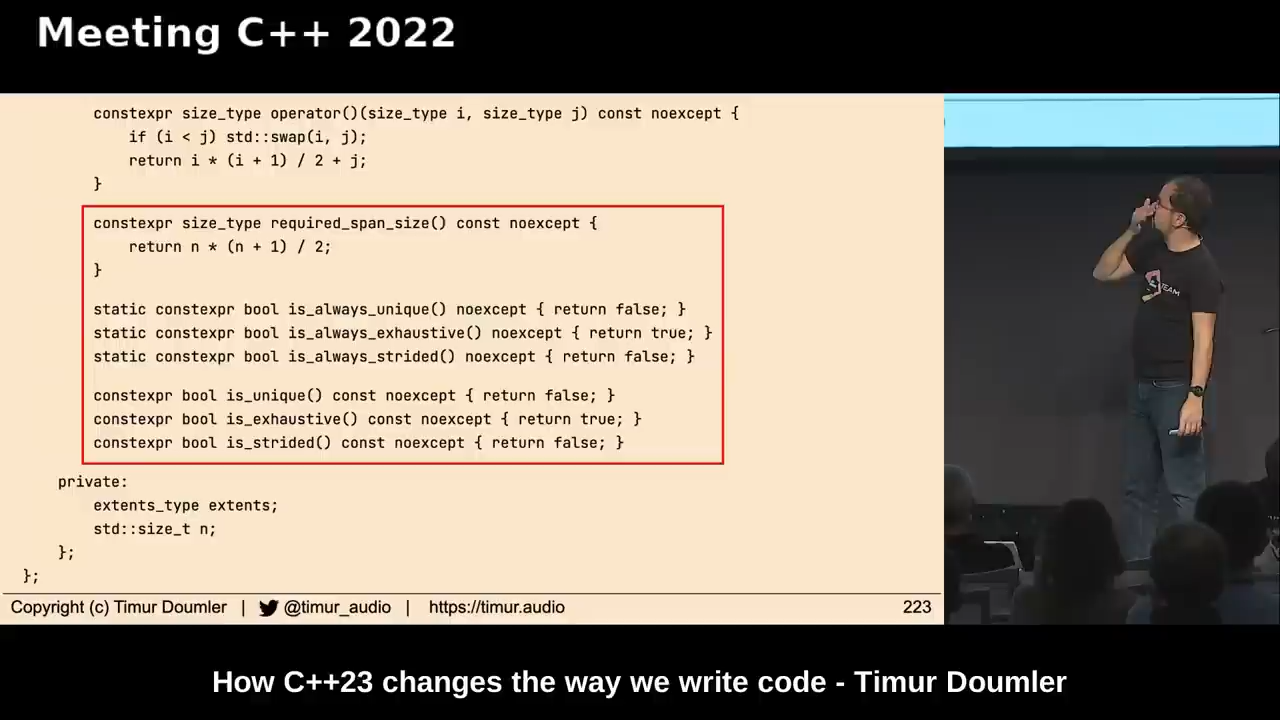 Meeting C++ 2022
constexpr size_type operator()(size_type i, size_type j) const noexcept {
if (i < j) std::swap(i, j);
return i * (i + 1) / 2 + j;
}
constexpr size_type required_span_size() const noexcept {
return n * (n + 1) / 2;
}
static constexpr bool is_always_unique() noexcept { return false; }
static constexpr bool is_always_exhaustive() noexcept { return true; }
static constexpr bool is_always_strided() noexcept { return false; }
constexpr bool is_unique() const noexcept { return false; }
constexpr bool is_exhaustive() const noexcept { return true; }
constexpr bool is_strided() const noexcept { return false; }
private:
extents_type extents;
std::size_t n;
};
};
Copyright (c) Timur Doumler | @timur_audio | https://timur.audio 223
How C++23 changes the way we write code - Timur Doumler